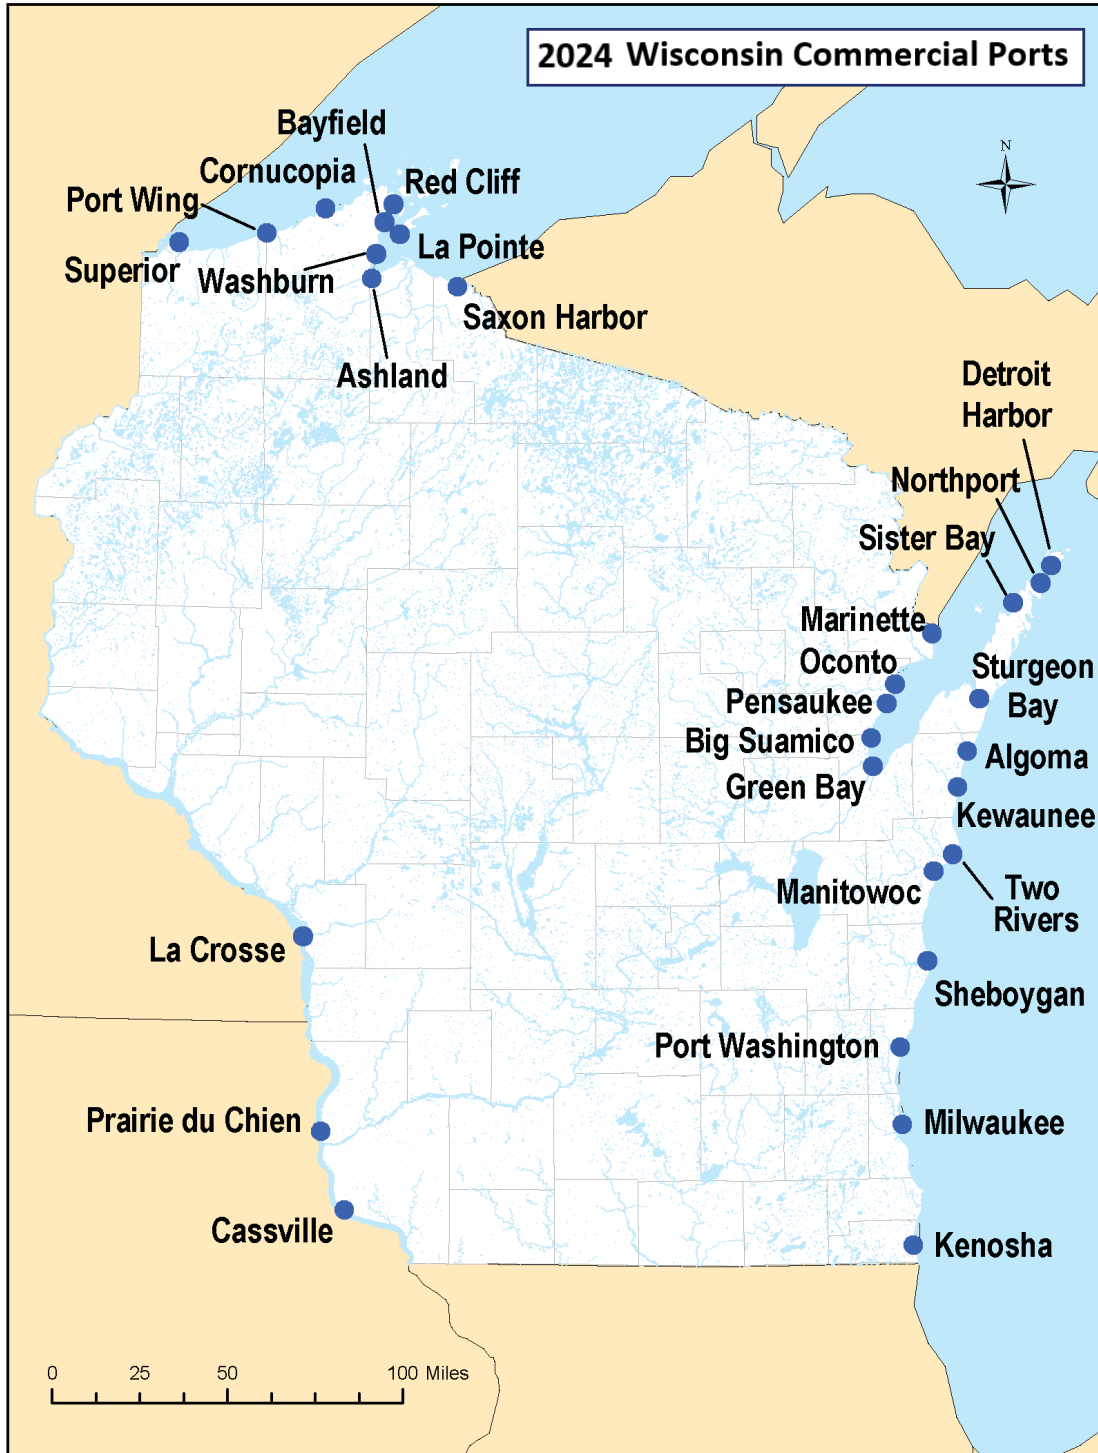 2024 Wisconsin Commercial Ports
N
Bayfield
Cornucopia
Red Cliff
Port Wing
La Pointe
Superior
Washburn
Saxon Harbor
Ashland
Detroit
Harbor
Northport
Sister Bay
Marinette
Oconto
Sturgeon
Bay
Pensaukee
Big Suamico
Algoma
Green Bay
Kewaunee
Manitowoc
Two
Rivers
La Crosse
Sheboygan
Port Washington
Prairie du Chien
Milwaukee
Cassville
Kenosha
0 25 50 100 Miles